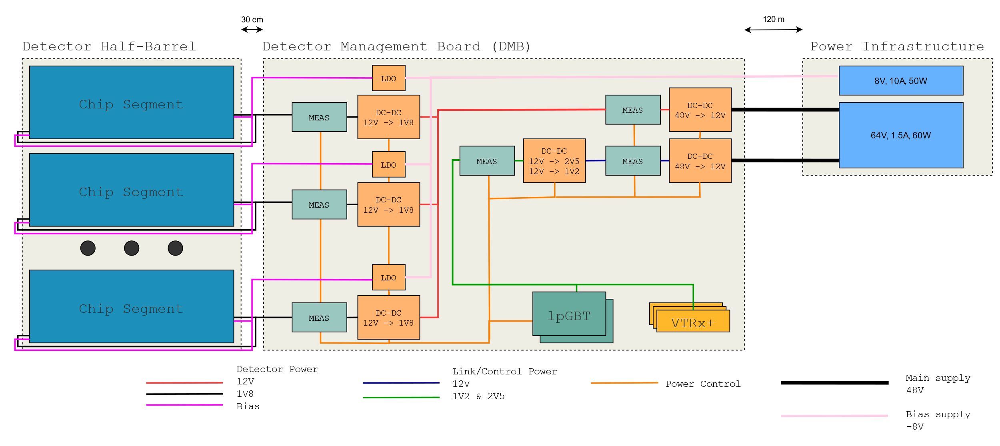 30 cm
120 m
Detector Half-Barrel
Detector Management Board (DMB)
Power Infrastructure
Chip Segment
LDO
MEAS
DC-DC
12V -> 1V8
MEAS
DC-DC
48V -> 12V
8V, 10A, 50W
64V, 1.5A, 60W
MEAS
DC-DC
12V -> 2V5
12V -> 1V2
MEAS
DC-DC
48V -> 12V
Chip Segment
LDO
MEAS
DC-DC
12V -> 1V8
Chip Segment
LDO
MEAS
DC-DC
12V -> 1V8
lpGBT
VTRx+
Detector Power
12V
1V8
Bias
Link/Control Power
12V
1V2 & 2V5
Power Control
Main supply
48V
Bias supply
-8V